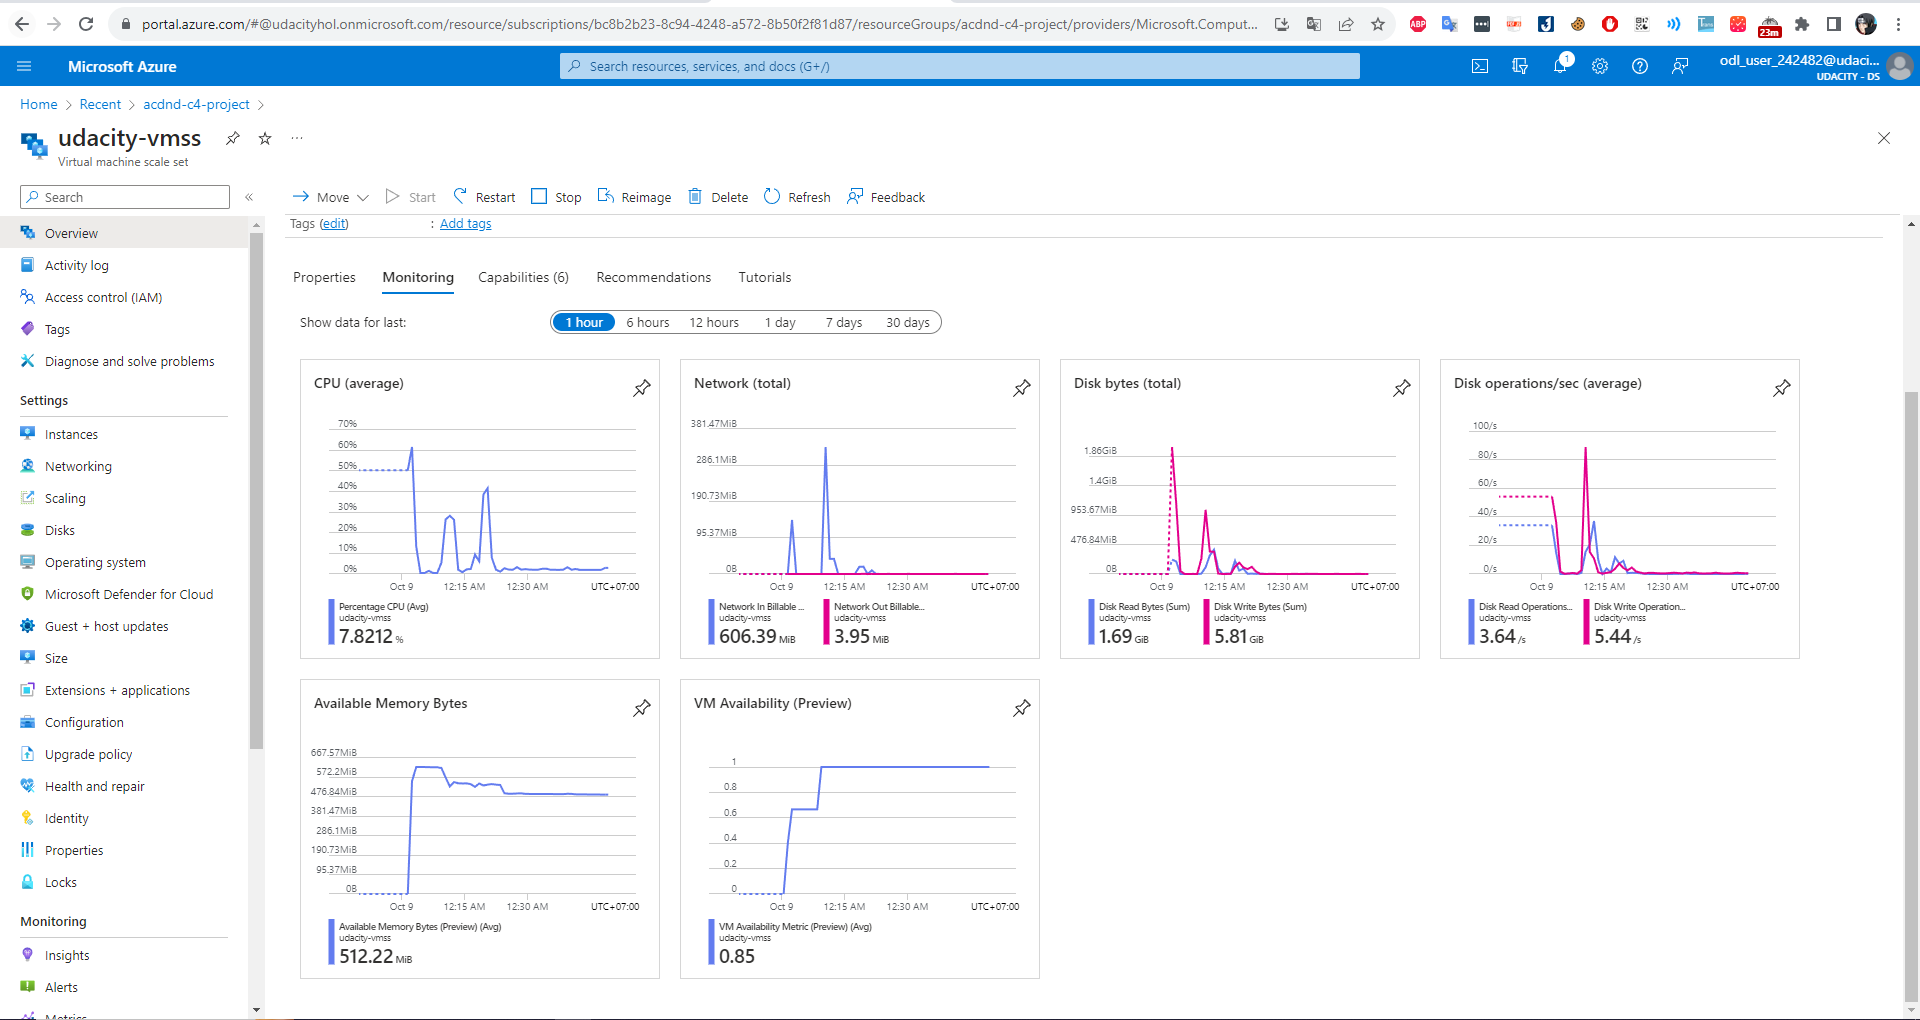 portal.azure.com/#@udacityhol.onmicrosoft.com/resource/subscriptions/bc8b2b23-8c94-4248-a572-8b50f2f81d87/resourceGroups/acdnd-c4-project/providers/Microsoft.Comput...
ABP
23m
Microsoft Azure
Search resources, services, and docs (G+/)
1
odl_user_242482@udaci...
UDACITY - DS
Home > Recent > acdnd-c4-project >
udacity-vmss
Virtual machine scale set
Search
Move
Start
Restart
Stop
Reimage
Delete
Refresh
Feedback
Tags (edit) : Add tags
Overview
Activity log
Access control (IAM)
Tags
Diagnose and solve problems
Settings
Instances
Networking
Scaling
Disks
Operating system
Microsoft Defender for Cloud
Guest + host updates
Size
Extensions + applications
Configuration
Upgrade policy
Health and repair
Identity
Properties
Locks
Monitoring
Insights
Alerts
Metrics
Properties
Monitoring
Capabilities (6)
Recommendations
Tutorials
Show data for last:
1 hour
6 hours
12 hours
1 day
7 days
30 days
CPU (average)
70%
60%
50%
40%
30%
20%
10%
0%
Oct 9
12:15 AM
12:30 AM
UTC+07:00
Percentage CPU (Avg)
udacity-vmss
7.8212 %
Network (total)
381.47MiB
286.1MiB
190.73MiB
95.37MiB
0B
Oct 9
12:15 AM
12:30 AM
UTC+07:00
Network In Billable ...
udacity-vmss
606.39 MiB
Network Out Billable...
udacity-vmss
3.95 MiB
Disk bytes (total)
1.86GiB
1.4GiB
953.67MiB
476.84MiB
0B
Oct 9
12:15 AM
12:30 AM
UTC+07:00
Disk Read Bytes (Sum)
udacity-vmss
1.69 GiB
Disk Write Bytes (Sum)
udacity-vmss
5.81 GiB
Disk operations/sec (average)
100/s
80/s
60/s
40/s
20/s
0/s
Oct 9
12:15 AM
12:30 AM
UTC+07:00
Disk Read Operations...
udacity-vmss
3.64 /s
Disk Write Operation...
udacity-vmss
5.44 /s
Available Memory Bytes
667.57MiB
572.2MiB
476.84MiB
381.47MiB
286.1MiB
190.73MiB
95.37MiB
0B
Oct 9
12:15 AM
12:30 AM
UTC+07:00
Available Memory Bytes (Preview) (Avg)
udacity-vmss
512.22 MiB
VM Availability (Preview)
1
0.8
0.6
0.4
0.2
0
Oct 9
12:15 AM
12:30 AM
UTC+07:00
VM Availability Metric (Preview) (Avg)
udacity-vmss
0.85